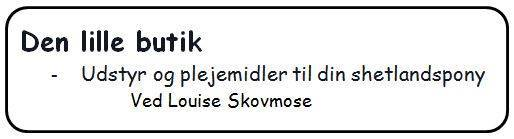 Den lille butik
- Udstyr og plejemidler til din shetlandspony
Ved Louise Skovmose